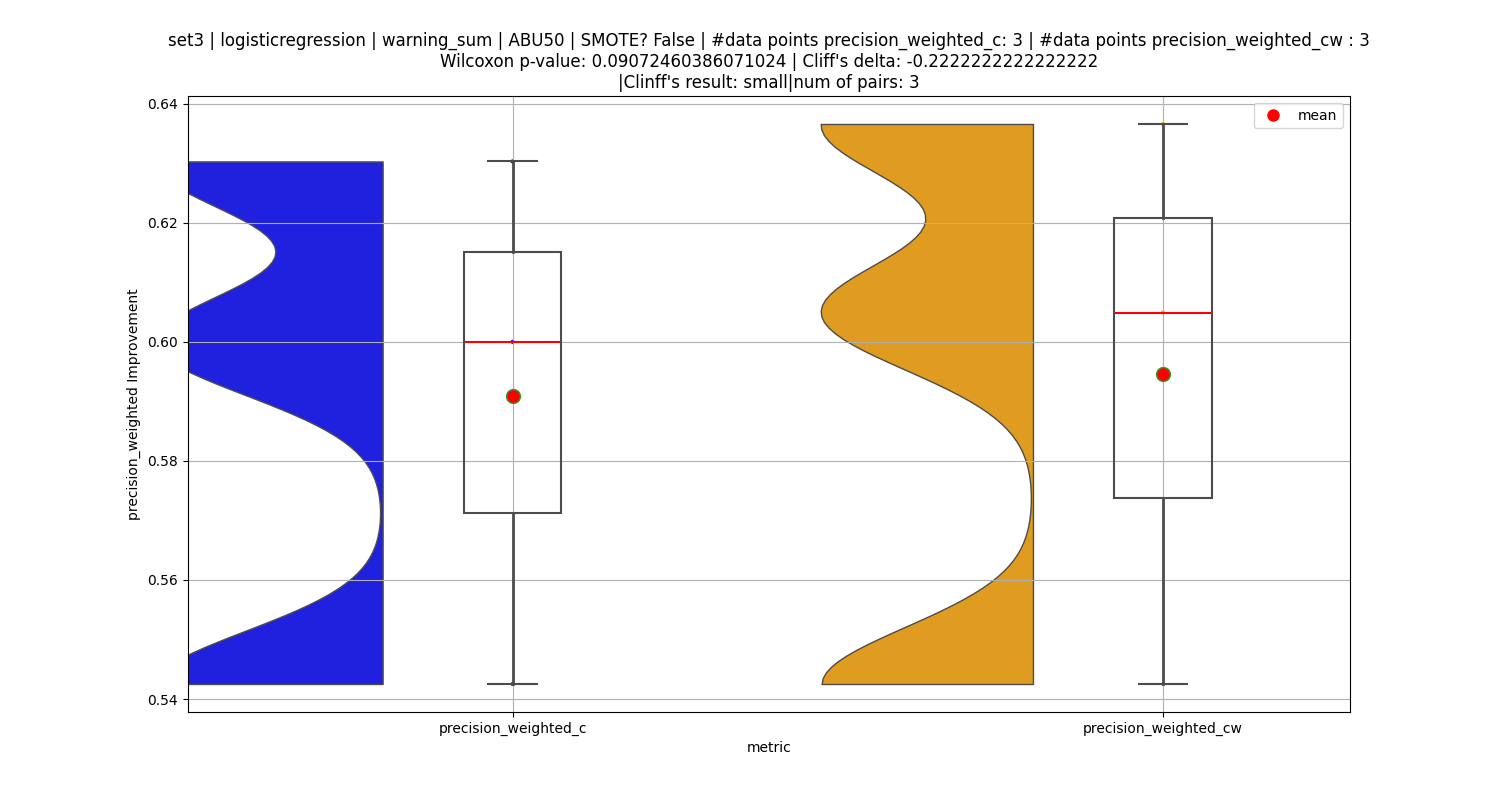 set3 | logisticregression | warning_sum | ABU50 | SMOTE? False | #data points precision_weighted_c: 3 | #data points precision_weighted_cw : 3
Wilcoxon p-value: 0.09072460386071024 | Cliff's delta: -0.2222222222222222
|Clinff's result: small|num of pairs: 3
mean
precision_weighted Improvement
0.64
0.62
0.60
0.58
0.56
0.54
precision_weighted_c
precision_weighted_cw
metric